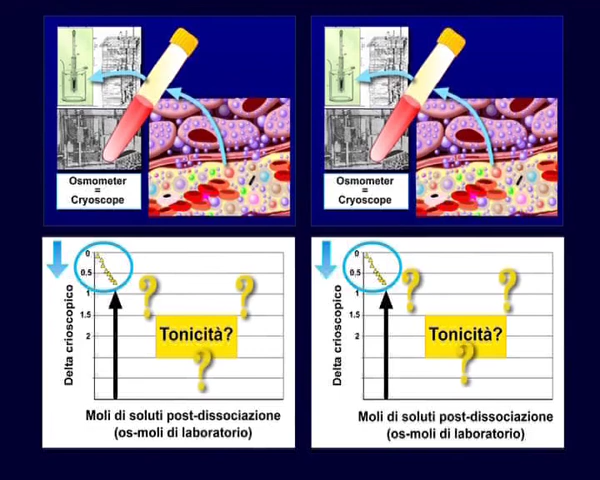 Osmometer
=
Cryoscope
Osmometer
=
Cryoscope
Delta crioscopico
0
0.5
1
1.5
2
?
?
Tonicità?
?
Moli di soluti post-dissociazione
(os-moli di laboratorio)
Delta crioscopico
0
0.5
1
1.5
2
?
?
Tonicità?
?
Moli di soluti post-dissociazione
(os-moli di laboratorio)